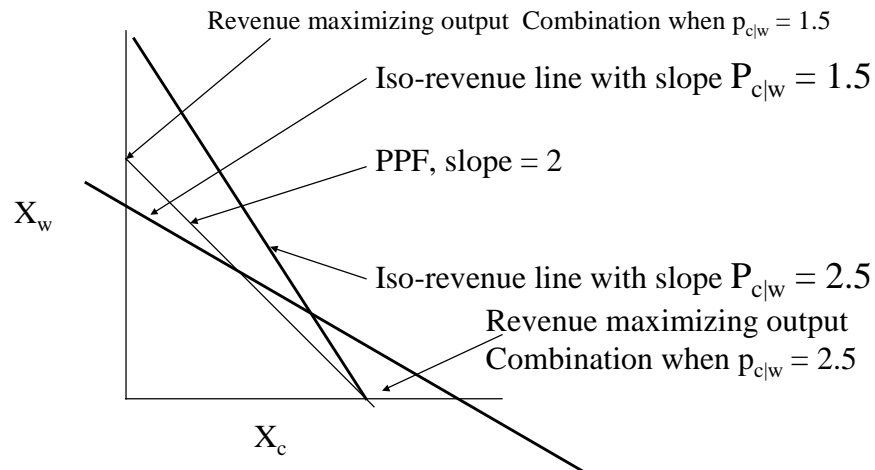 Revenue maximizing output Combination when p_c|w = 1.5
Iso-revenue line with slope P_c|w = 1.5
PPF, slope = 2
X_w
Iso-revenue line with slope P_c|w = 2.5
Revenue maximizing output
Combination when p_c|w = 2.5
X_c